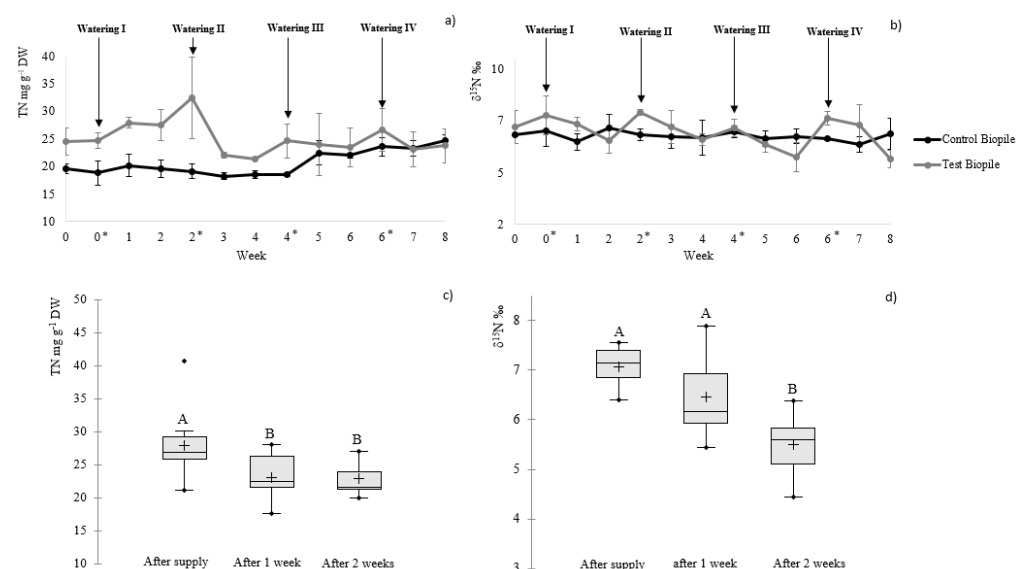 a)
Watering I Watering II Watering III Watering IV
TN mg g-1 DW
40
35
30
25
20
15
10
0 0* 1 2 2* 3 4 4* 5 6 6* 7 8
Week
b)
Watering I Watering II Watering III Watering IV
δ15N ‰
10
7
5
2
0 0* 1 2 2* 3 4 4* 5 6 6* 7 8
Week
Control Biopile
Test Biopile
c)
TN mg g-1 DW
50
45
40
35
30
25
20
15
10
A B B
After supply After 1 week After 2 weeks
d)
δ15N ‰
8
7
6
5
4
3
A A B
After supply after 1 week After 2 weeks